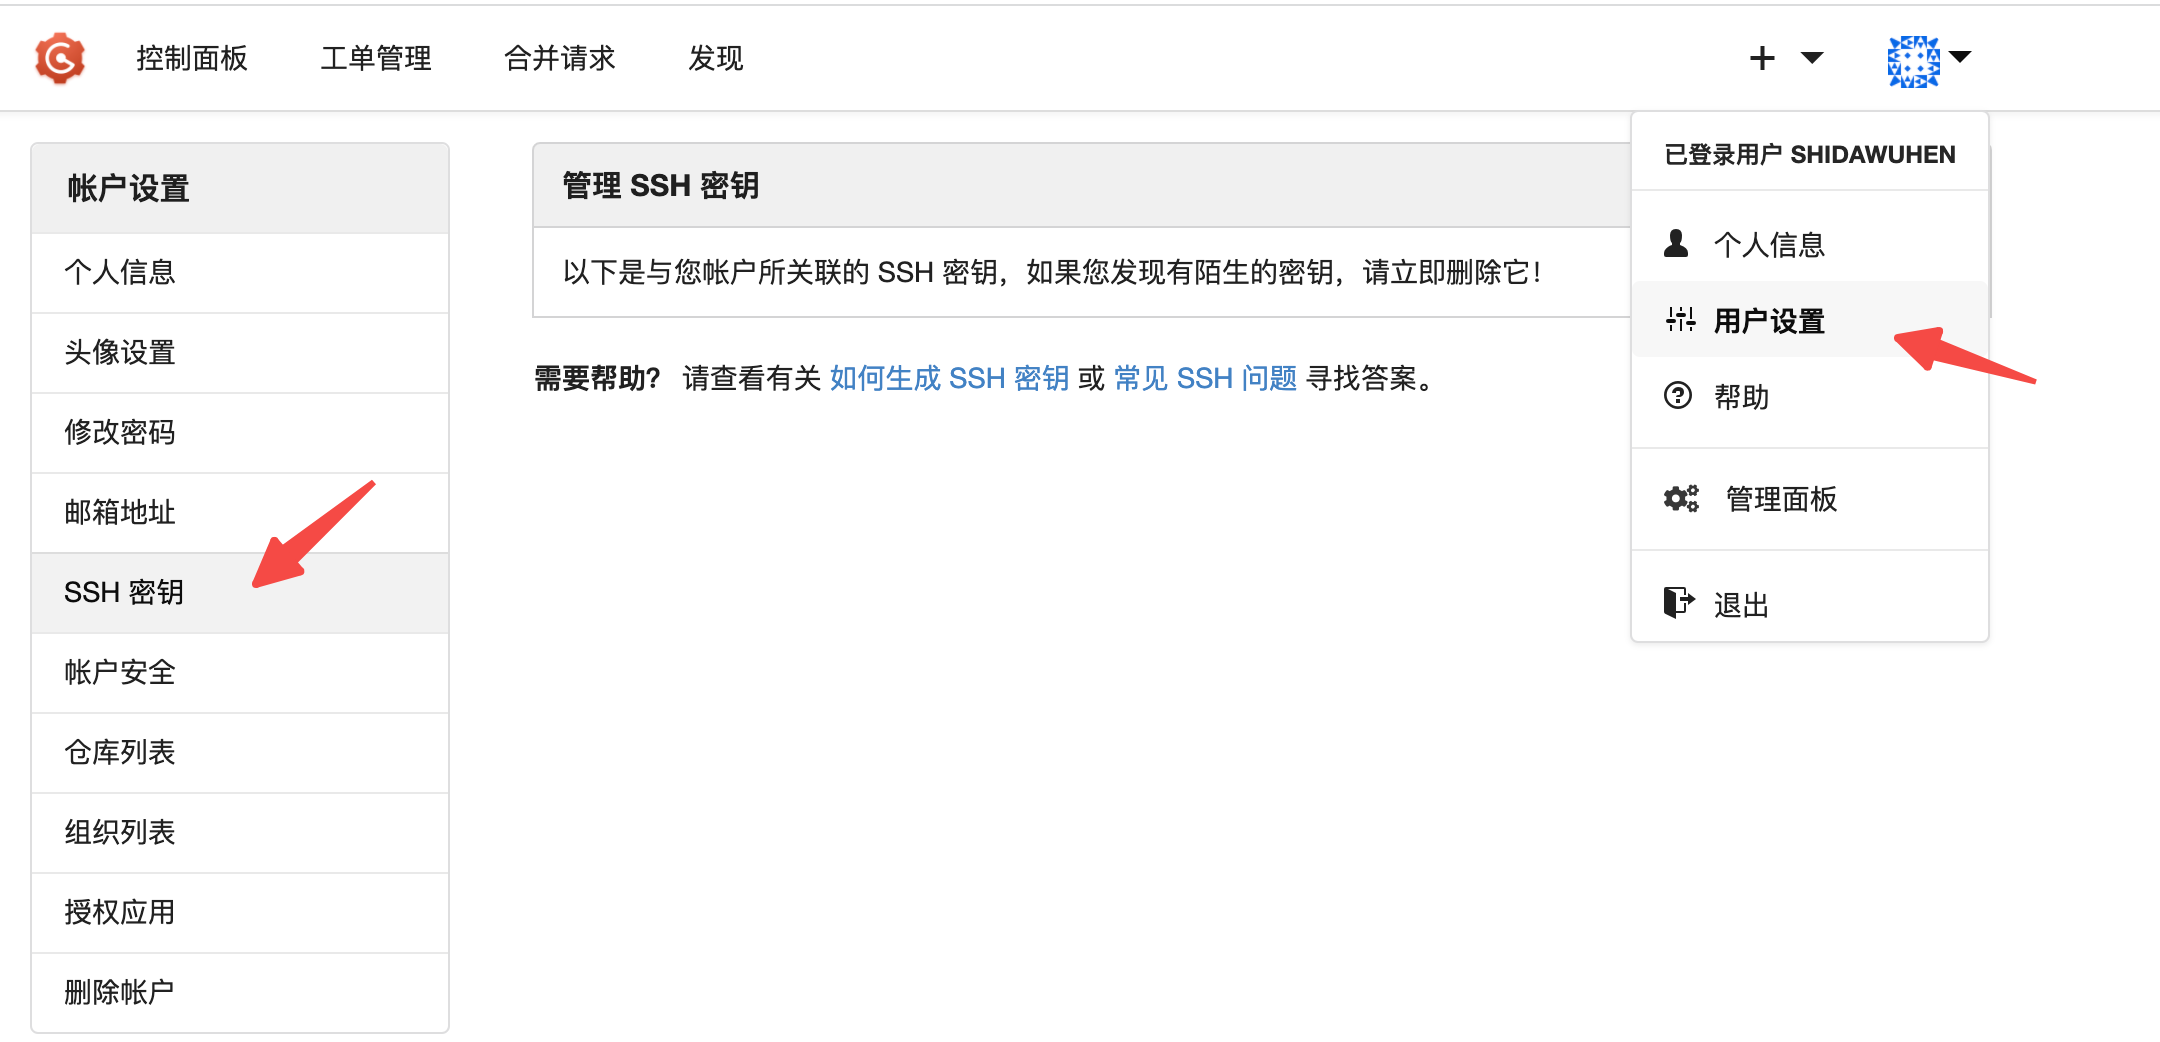 控制面板 工单管理 合并请求 发现
帐户设置
个人信息
头像设置
修改密码
邮箱地址
SSH 密钥
帐户安全
仓库列表
组织列表
授权应用
删除帐户
管理 SSH 密钥
以下是与您帐户所关联的 SSH 密钥，如果您发现有陌生的密钥，请立即删除它！
需要帮助？ 请查看有关 如何生成 SSH 密钥 或 常见 SSH 问题 寻找答案。
已登录用户 SHIDAWUHEN
个人信息
用户设置
帮助
管理面板
退出